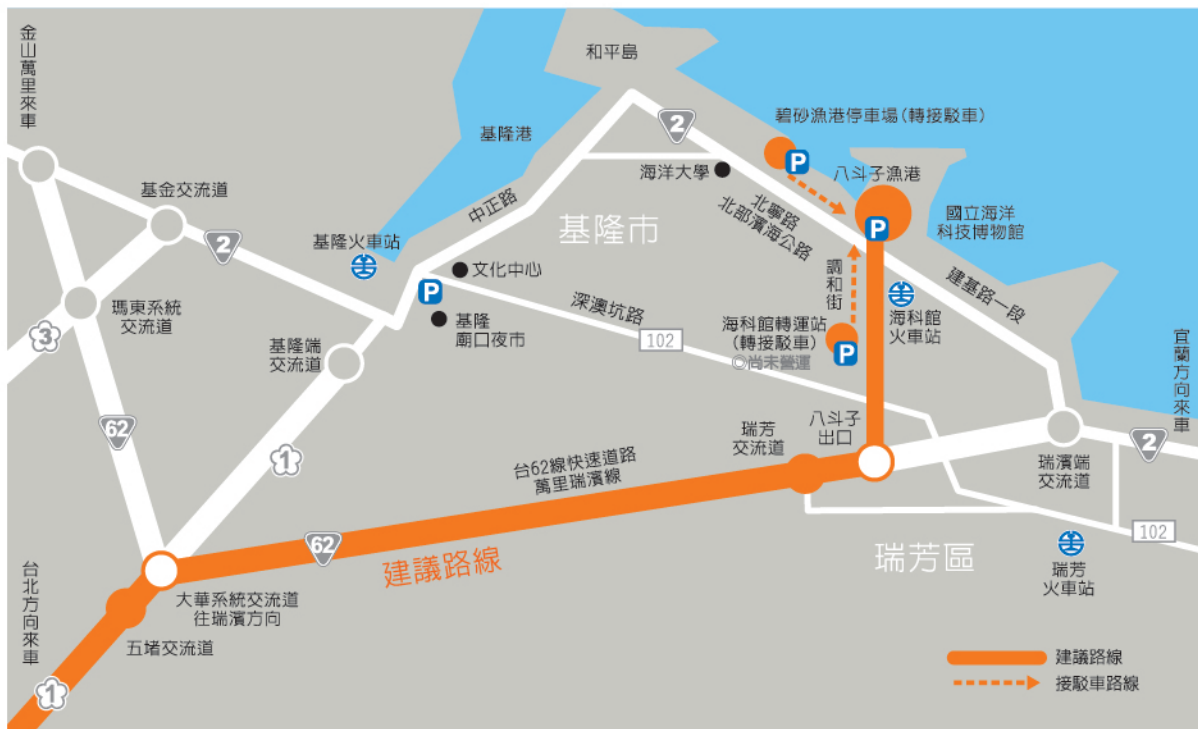 金山萬里來車
和平島
2
碧砂漁港停車場(轉接駁車)
P
基隆港
海洋大學
八斗子漁港
P
基金交流道
2
中正路
北寧路
北部濱海公路
國立海洋
科技博物館
基隆市
基隆火車站
文化中心
P
調和街
建基路一段
瑪東系統
交流道
3
基隆
廟口夜市
深澳坑路
102
海科館轉運站
(轉接駁車)
◎尚未營運
P
海科館
火車站
基隆端
交流道
宜蘭方向來車
62
1
瑞芳
交流道
八斗子
出口
2
瑞濱端
交流道
台62線快速道路
萬里瑞濱線
62
建議路線
102
瑞芳區
瑞芳
火車站
台北方向來車
大華系統交流道
往瑞濱方向
五堵交流道
1
建議路線
接駁車路線